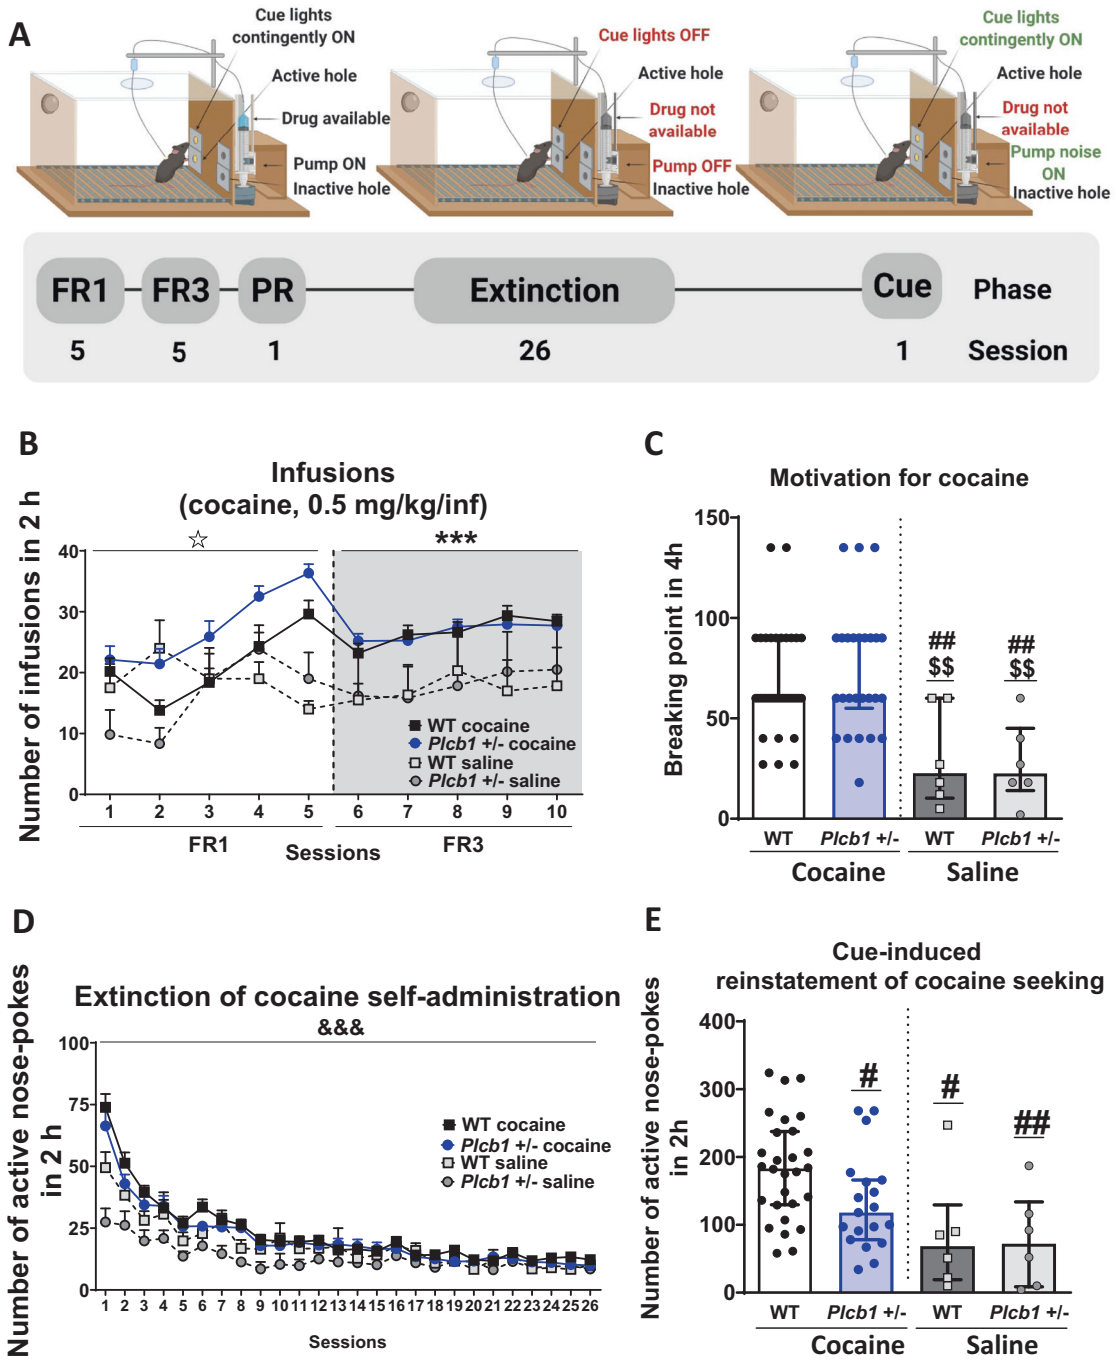 A
Cue lights
contingently ON
Active hole
Drug available
Pump ON
Inactive hole
Cue lights OFF
Active hole
Drug not
available
Pump OFF
Inactive hole
Cue lights
contingently ON
Active hole
Drug not
available
Pump noise
ON
Inactive hole
FR1 FR3 PR Extinction Cue Phase
5 5 1 26 1 Session
B
Infusions
(cocaine, 0.5 mg/kg/inf)
☆ ***
Number of infusions in 2 h
40
30
20
10
0
WT cocaine
Plcb1 +/- cocaine
WT saline
Plcb1 +/- saline
1 2 3 4 5 6 7 8 9 10
FR1 Sessions FR3
C
Motivation for cocaine
Breaking point in 4h
150
100
50
0
## ##
$$ $$
WT Plcb1 +/- WT Plcb1 +/-
Cocaine Saline
D
Extinction of cocaine self-administration
&&&
Number of active nose-pokes
in 2 h
100
75
50
25
0
WT cocaine
Plcb1 +/- cocaine
WT saline
Plcb1 +/- saline
1 2 3 4 5 6 7 8 9 10 11 12 13 14 15 16 17 18 19 20 21 22 23 24 25 26
Sessions
E
Cue-induced
reinstatement of cocaine seeking
Number of active nose-pokes
in 2h
400
300
200
100
0
# # ##
WT Plcb1 +/- WT Plcb1 +/-
Cocaine Saline